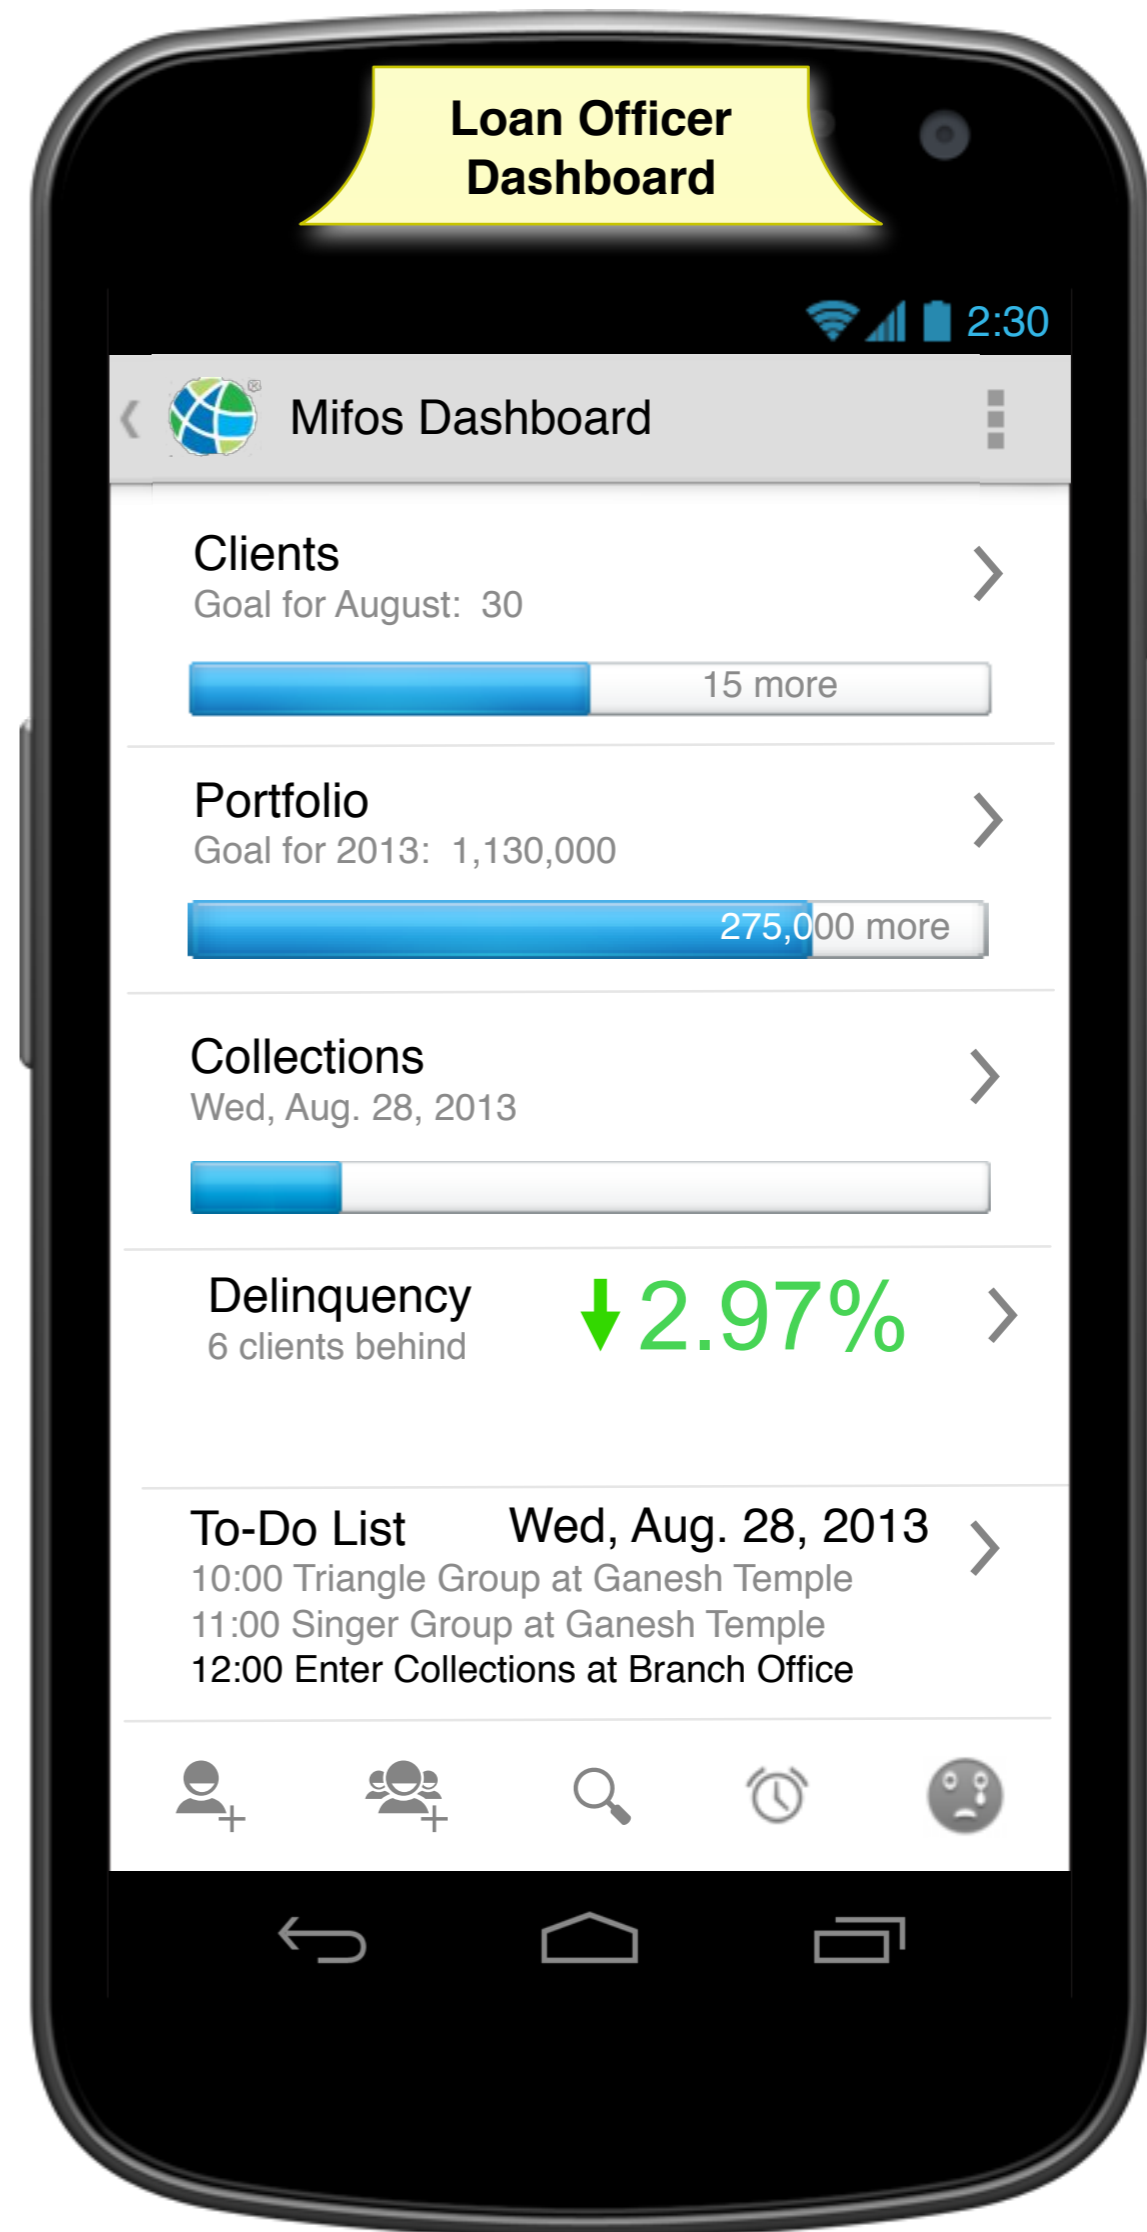 Loan Officer
Dashboard
2:30
Mifos Dashboard
Clients
Goal for August: 30
15 more
Portfolio
Goal for 2013: 1,130,000
275,000 more
Collections
Wed, Aug. 28, 2013
Delinquency
2.97%
6 clients behind
To-Do List Wed, Aug. 28, 2013
10:00 Triangle Group at Ganesh Temple
11:00 Singer Group at Ganesh Temple
12:00 Enter Collections at Branch Office